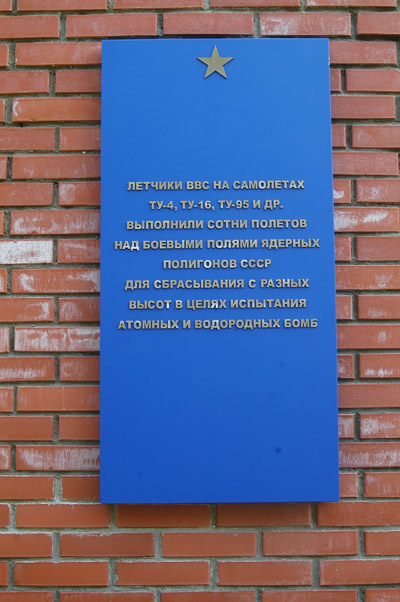 ЛЕТЧИКИ ВВС НА САМОЛЕТАХ
ТУ-4, ТУ-16, ТУ-95 И ДР.
ВЫПОЛНИЛИ СОТНИ ПОЛЕТОВ
НАД БОЕВЫМИ ПОЛЯМИ ЯДЕРНЫХ
ПОЛИГОНОВ СССР
ДЛЯ СБРАСЫВАНИЯ С РАЗНЫХ
ВЫСОТ В ЦЕЛЯХ ИСПЫТАНИЯ
АТОМНЫХ И ВОДОРОДНЫХ БОМБ